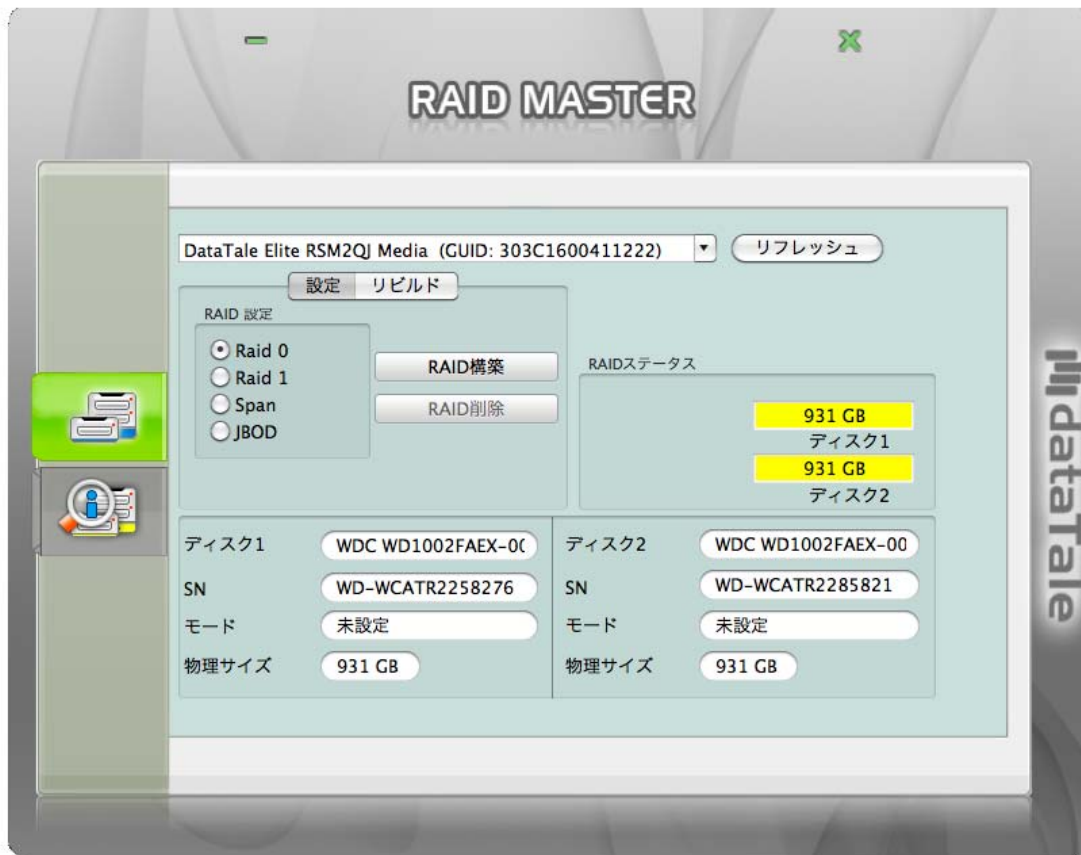 RAID MASTER
DataTale Elite RSM2QJ Media (GUID: 303C1600411222)
リフレッシュ
設定 リビルド
RAID 設定
Raid 0
Raid 1
Span
JBOD
RAID構築
RAID削除
RAIDステータス
931 GB
ディスク1
931 GB
ディスク2
ディスク1 WDC WD1002FAEX-00
SN WD-WCATR2258276
モード 未設定
物理サイズ 931 GB
ディスク2 WDC WD1002FAEX-00
SN WD-WCATR2285821
モード 未設定
物理サイズ 931 GB
dataTale